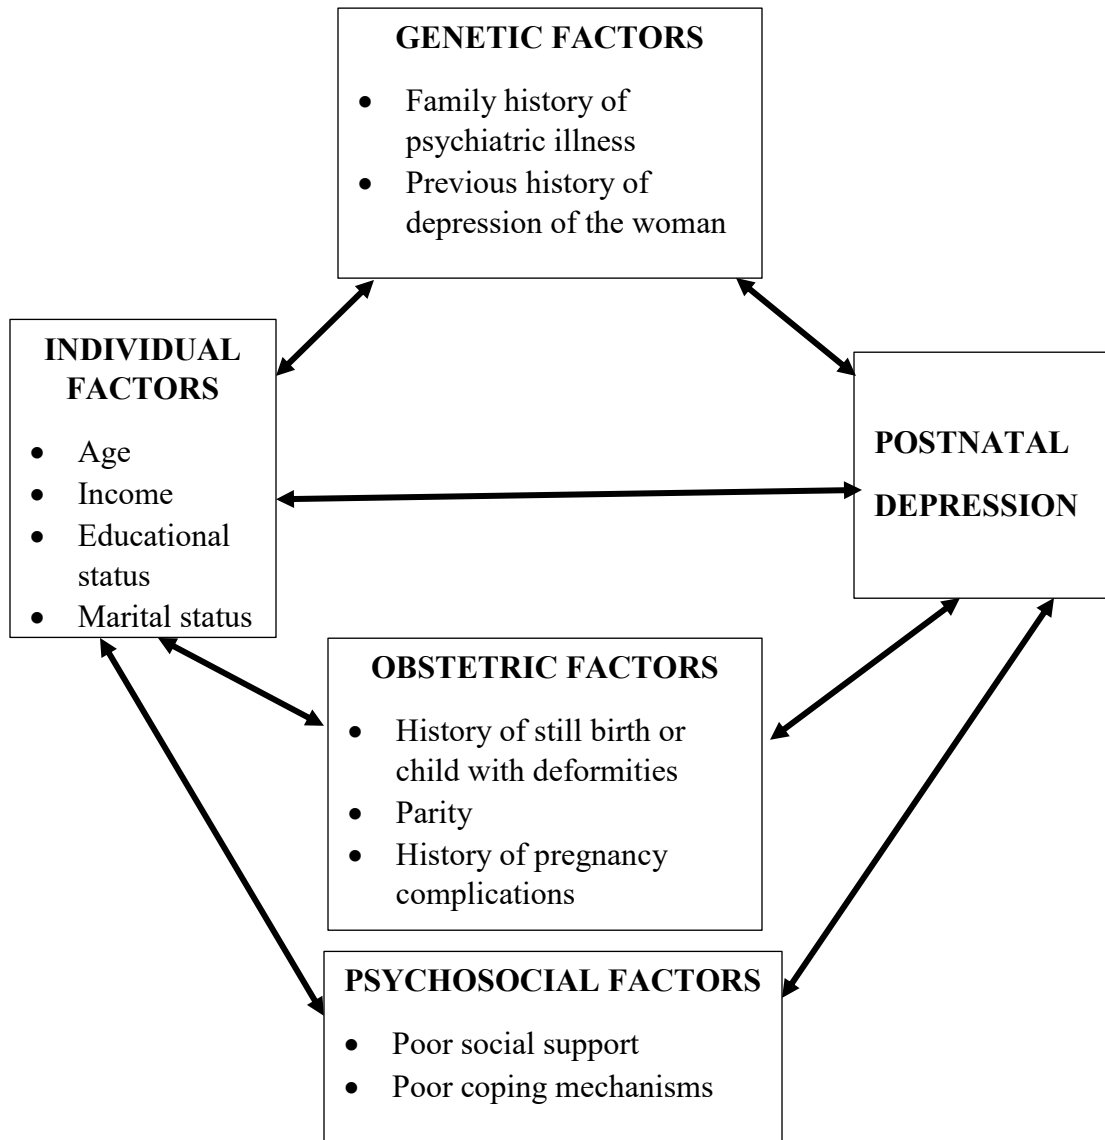 GENETIC FACTORS
• Family history of
psychiatric illness
• Previous history of
depression of the woman
INDIVIDUAL
FACTORS
• Age
• Income
• Educational
status
• Marital status
POSTNATAL
DEPRESSION
OBSTETRIC FACTORS
• History of still birth or
child with deformities
• Parity
• History of pregnancy
complications
PSYCHOSOCIAL FACTORS
• Poor social support
• Poor coping mechanisms